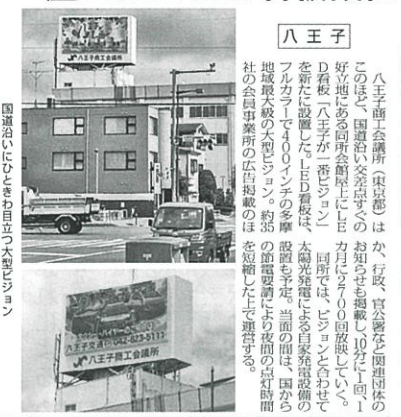 八王子
八王子商工会議所（東京都）は
このほど、国道沿い交差点すぐの
好立地にある同所会館屋上にLE
D看板「八王子が一番ビジョン」
を新たに設置した。LED看板は、
フルカラーで400インチの多摩
地域最大級の大型ビジョン。約35
社の会員事業所の広告掲載のほ
か、行政、官公署など関連団体の
お知らせも掲載し、10分に1回、1
カ月に2700回放映していく。
同所では、ビジョンと合わせて
太陽光発電による自家発電設備の
設置も予定。当面の間は、国から
の節電要請により夜間の点灯時間
を短縮した上で運営する。
八王子商工会議所
八王子交通
042-623-5111
八王子商工会議所
国道沿いにひときわ目立つ大型ビジョン